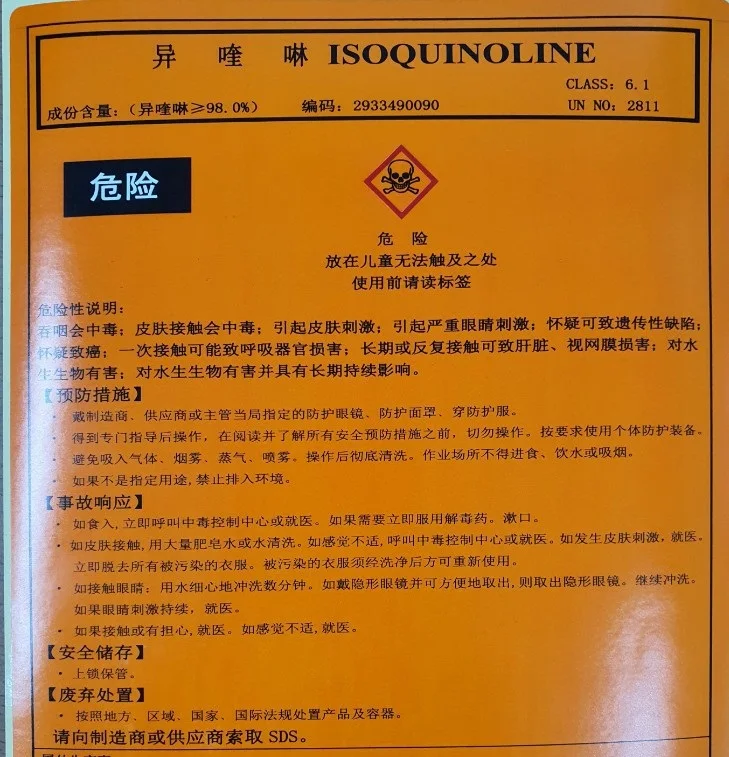 异 喹 啉 ISOQUINOLINE
CLASS：6.1
成份含量：（异喹啉≥98.0%） 编码：2933490090 UN NO：2811
危险
危 险
放在儿童无法触及之处
使用前请读标签
危险性说明：
吞咽会中毒；皮肤接触会中毒；引起皮肤刺激；引起严重眼睛刺激；怀疑可致遗传性缺陷；
怀疑致癌；一次接触可能致呼吸器官损害；长期或反复接触可致肝脏、视网膜损害；对水
生生物有害；对水生生物有害并具有长期持续影响。
【预防措施】
· 戴制造商、供应商或主管当局指定的防护眼镜、防护面罩、穿防护服。
· 得到专门指导后操作，在阅读并了解所有安全预防措施之前，切勿操作。按要求使用个体防护装备。
· 避免吸入气体、烟雾、蒸气、喷雾。操作后彻底清洗。作业场所不得进食、饮水或吸烟。
· 如果不是指定用途,禁止排入环境。
【事故响应】
· 如食入,立即呼叫中毒控制中心或就医。如果需要立即服用解毒药。漱口。
· 如皮肤接触,用大量肥皂水或水清洗。如感觉不适,呼叫中毒控制中心或就医。如发生皮肤刺激，就医。
立即脱去所有被污染的衣服。被污染的衣服须经洗净后方可重新使用。
· 如接触眼睛：用水细心地冲洗数分钟。如戴隐形眼镜并可方便地取出,则取出隐形眼镜。继续冲洗。
如果眼睛刺激持续，就医。
· 如果接触或有担心,就医。如感觉不适,就医。
【安全储存】
· 上锁保管。
【废弃处置】
· 按照地方、区域、国家、国际法规处置产品及容器。
请向制造商或供应商索取 SDS。